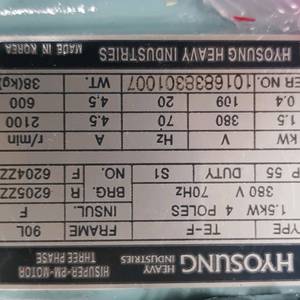 HYOSUNG HEAVY INDUSTRIES HISUPER-PM-MOTOR THREE PHASE
TYPE TE-F FRAME 90L
1.5kW 4 POLES INSUL. F
380 V 70Hz BRG. R 6205ZZ
P 55 DUTY S1 NO. F 6204ZZ
W V Hz A r/min
1.5 380 70 4.5 2100
0.4 109 20 4.5 600
ER NO. 1016838301007 WT. 38(kg)
HYOSUNG HEAVY INDUSTRIES MADE IN KOREA